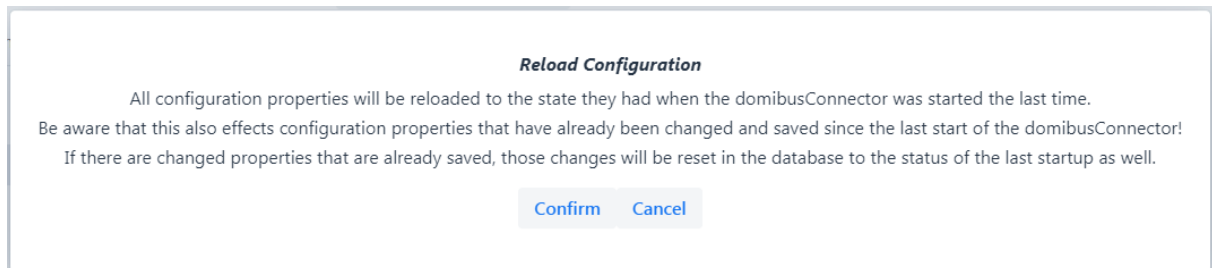 Reload Configuration
All configuration properties will be reloaded to the state they had when the domibusConnector was started the last time.
Be aware that this also effects configuration properties that have already been changed and saved since the last start of the domibusConnector!
If there are changed properties that are already saved, those changes will be reset in the database to the status of the last startup as well.
Confirm Cancel